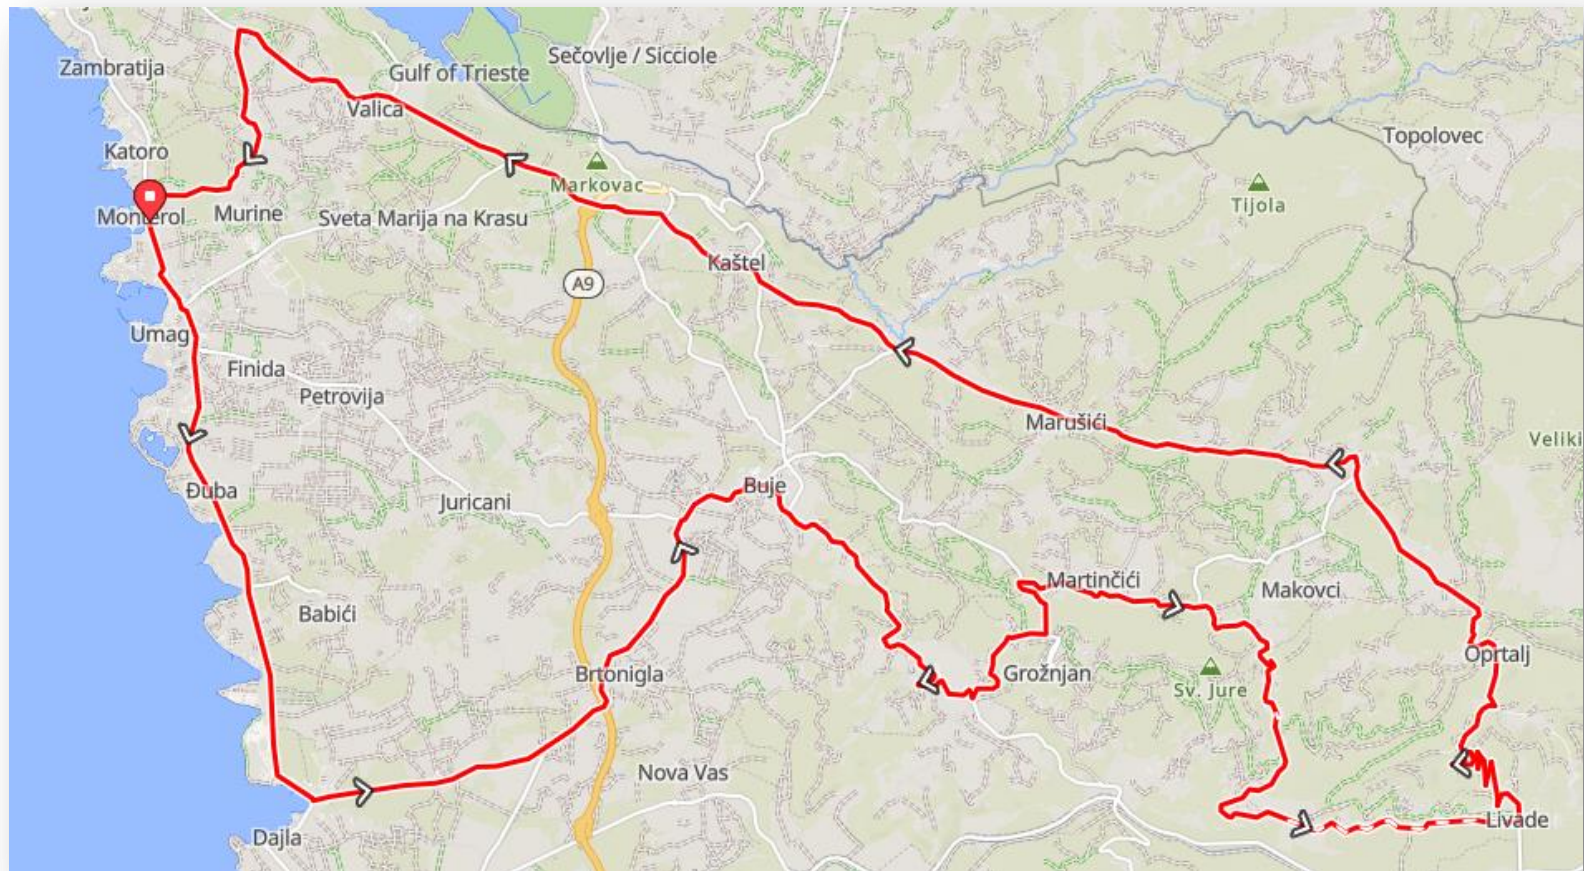 Zambratija
Gulf of Trieste
Sečovlje / Sicciole
Valica
Katoro
Topolovec
Markovac
Tijola
Monterol
Murine
Sveta Marija na Krasu
Kaštel
A9
Umag
Finida
Petrovija
Marušići
Veliki
Đuba
Juricani
Buje
Babići
Martinčići
Makovci
Brtonigla
Grožnjan
Sv. Jure
Oprtalj
Nova Vas
Dajla
Livade